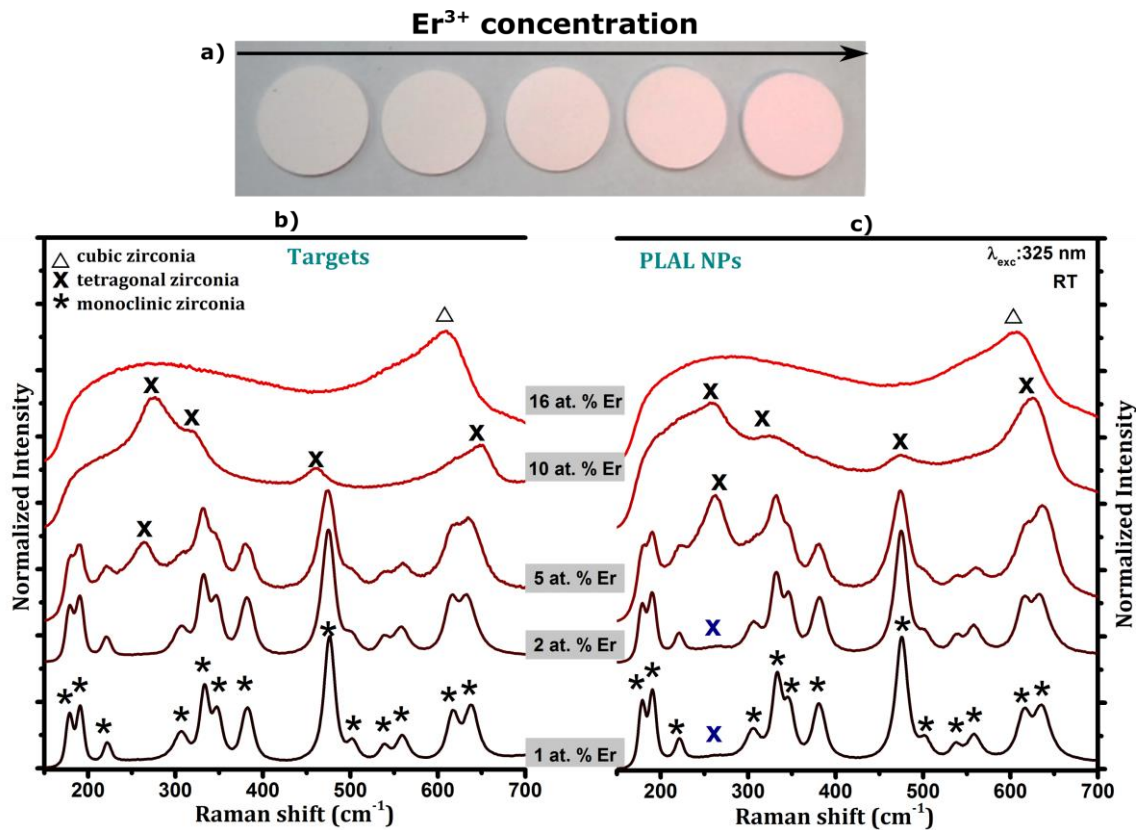 Er³⁺ concentration
a)
b)
c)
△ cubic zirconia
x tetragonal zirconia
* monoclinic zirconia
Targets
PLAL NPs
λexc:325 nm
RT
△
△
x
x
x
x
x
x
x
x
16 at. % Er
10 at. % Er
x
x
5 at. % Er
x
2 at. % Er
* * * * * * * * * * * * *
x
* * * * * * * * * * * * *
1 at. % Er
Normalized Intensity
Normalized Intensity
200 300 400 500 600 700
200 300 400 500 600 700
Raman shift (cm⁻¹)
Raman shift (cm⁻¹)